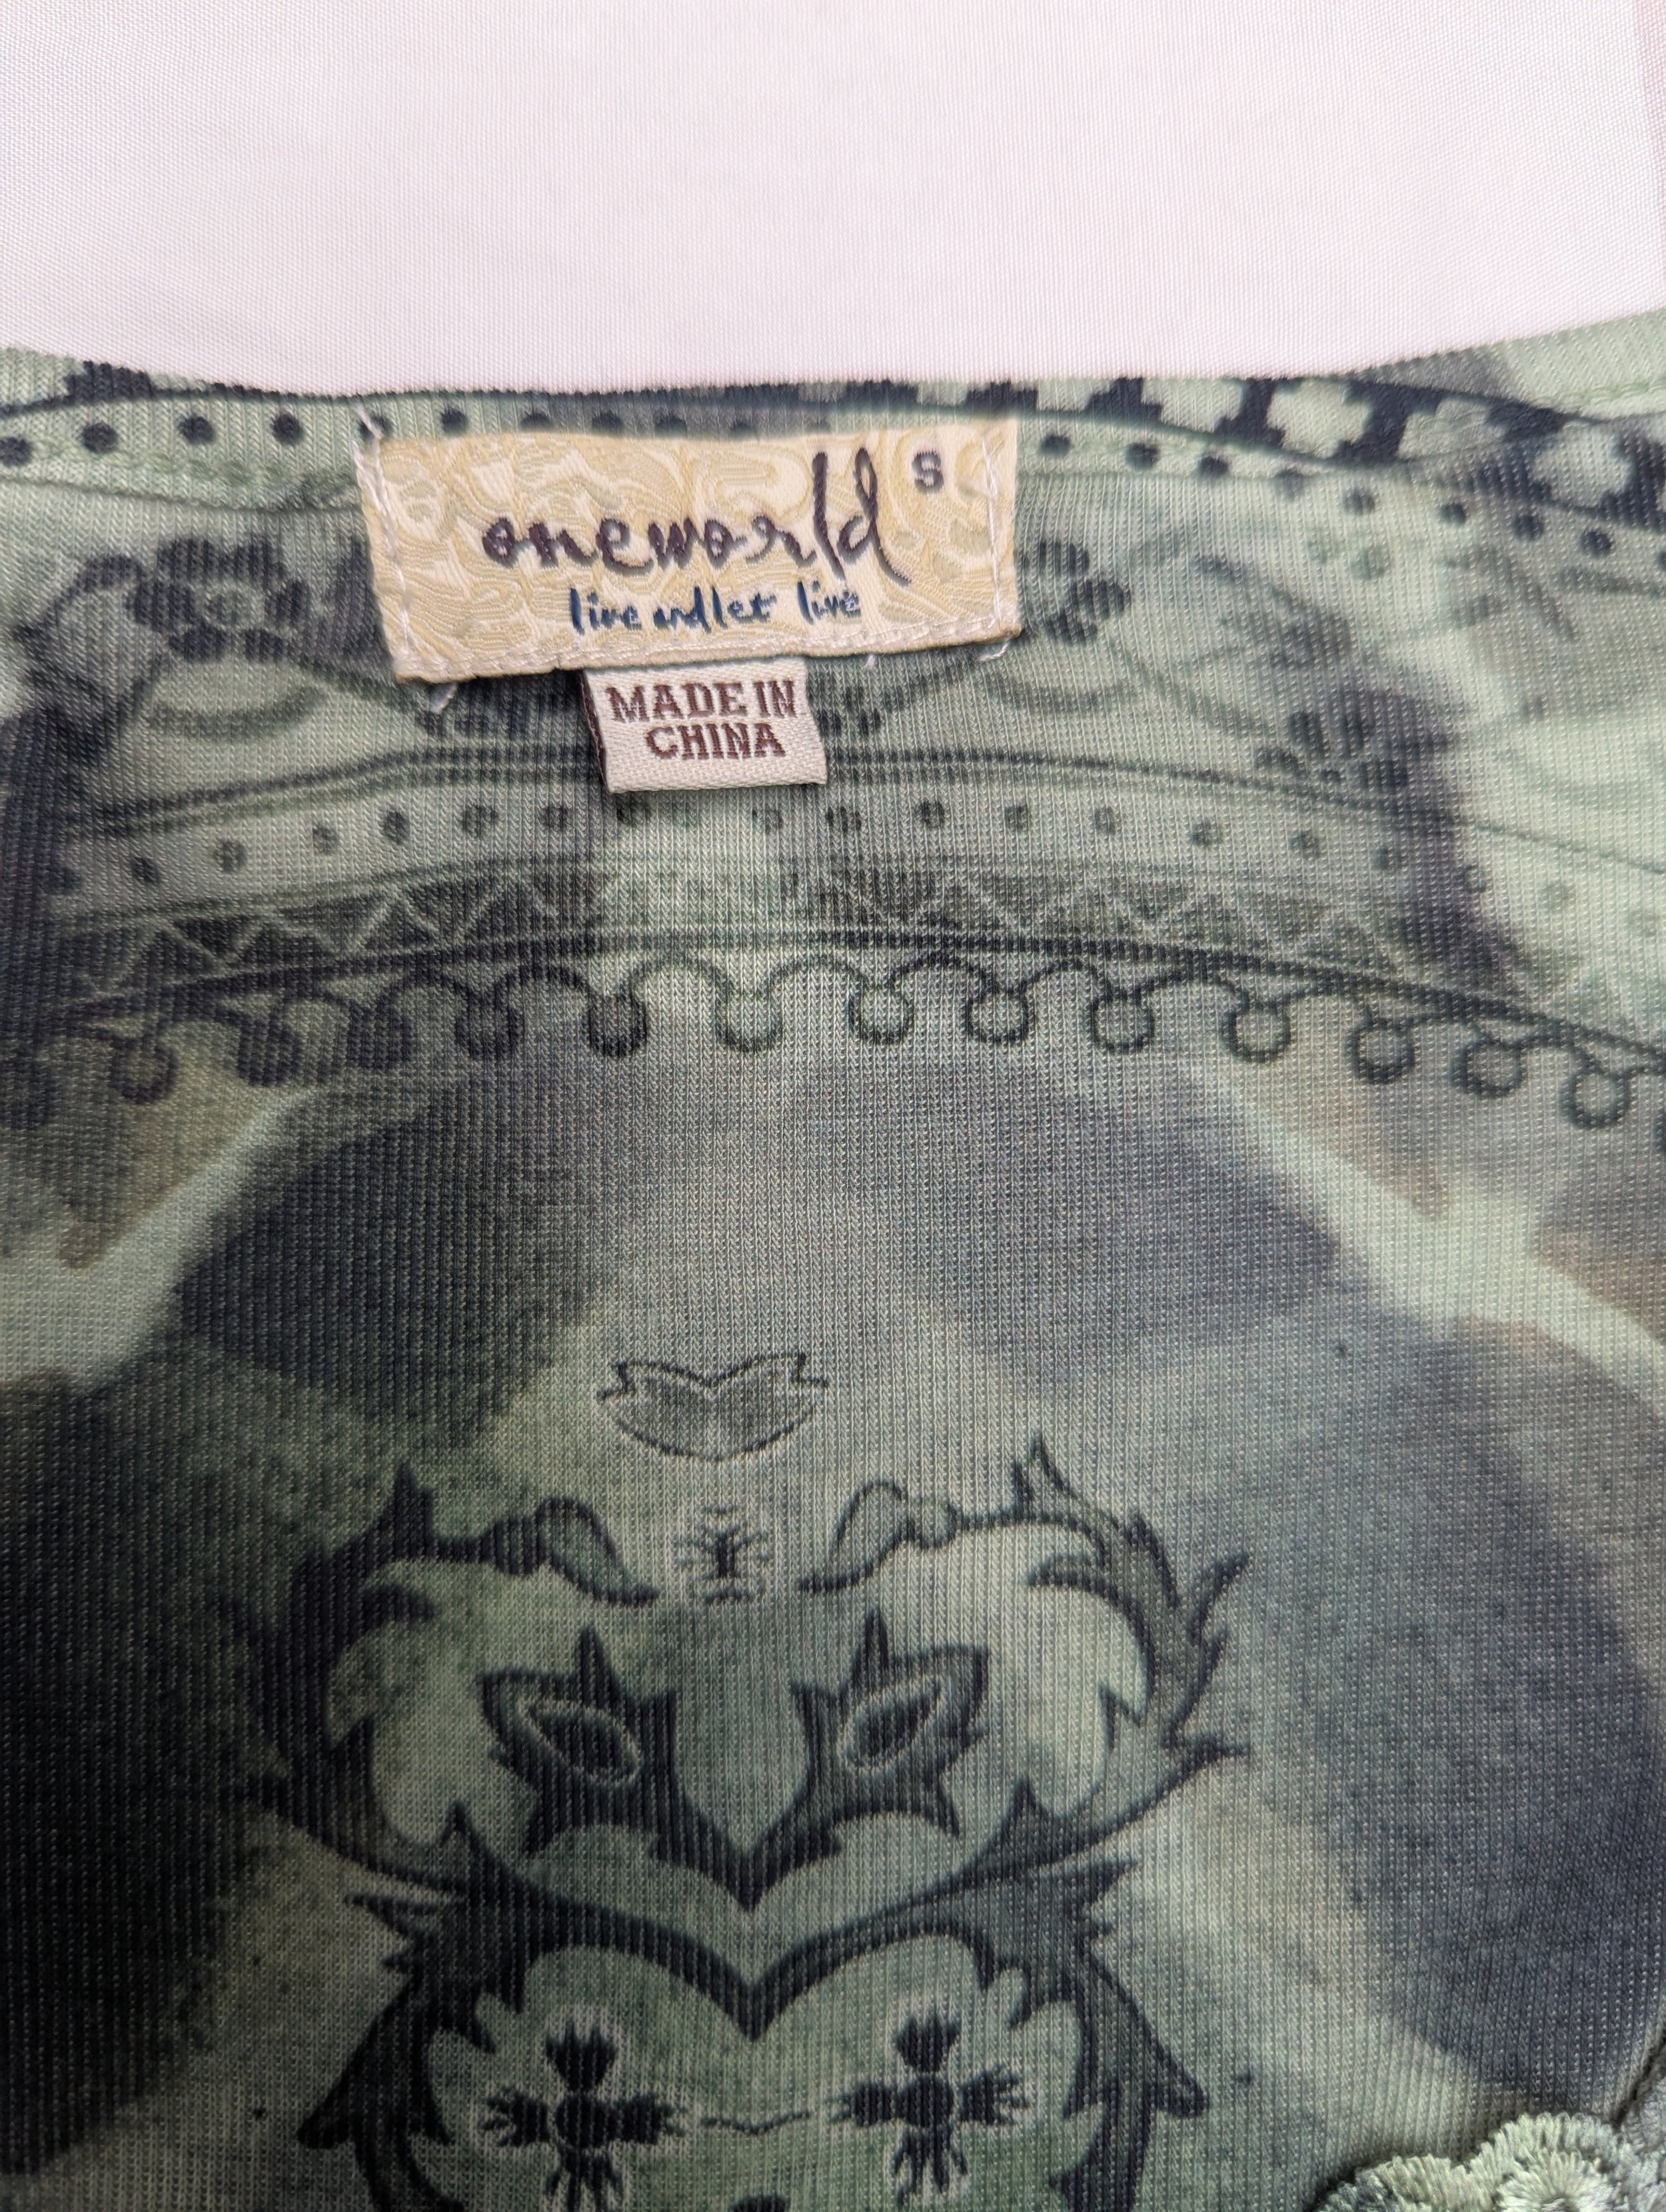 oneworld S
live and let live
MADE IN
CHINA